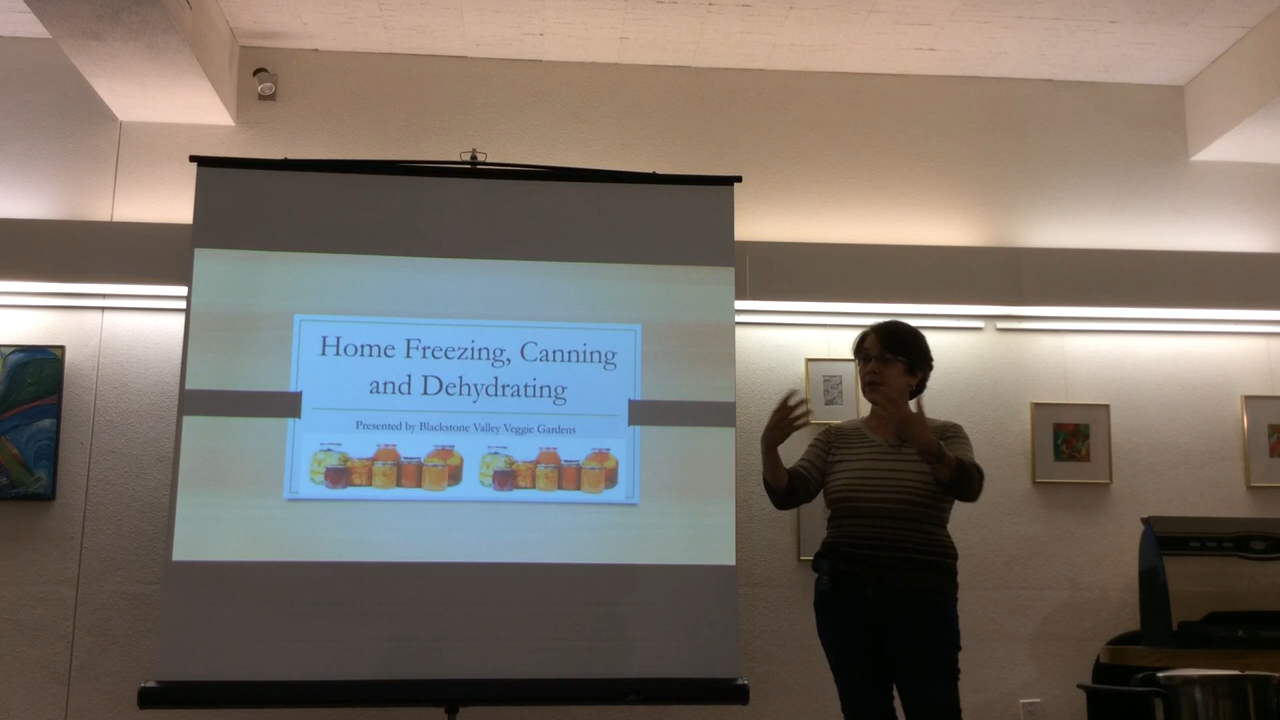 Home Freezing, Canning
and Dehydrating
Presented by Blackstone Valley Veggie Gardens